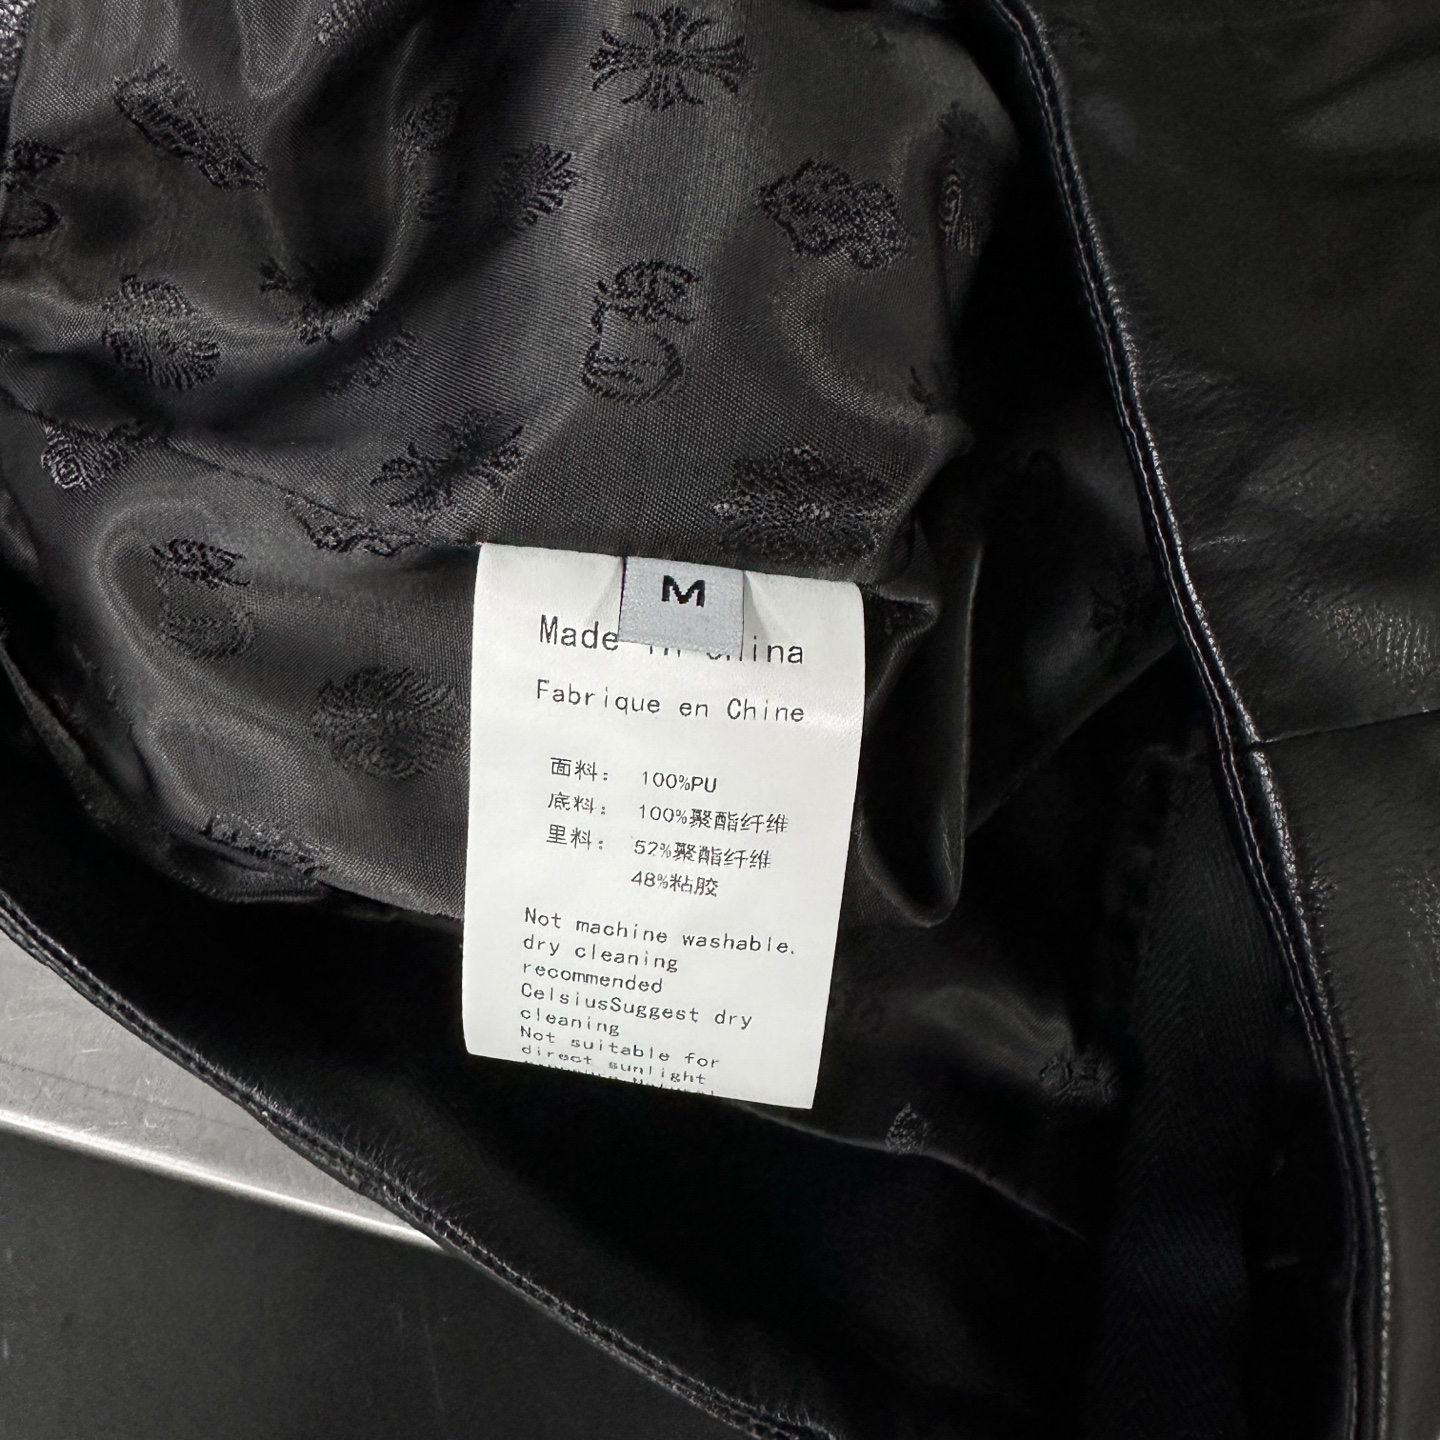 M
Made in China
Fabrique en Chine
面料： 100%PU
底料： 100%聚酯纤维
里料： 52%聚酯纤维
48%粘胶
Not machine washable.
dry cleaning
recommended
CelsiusSuggest dry
cleaning
Not suitable for
direct sunlight